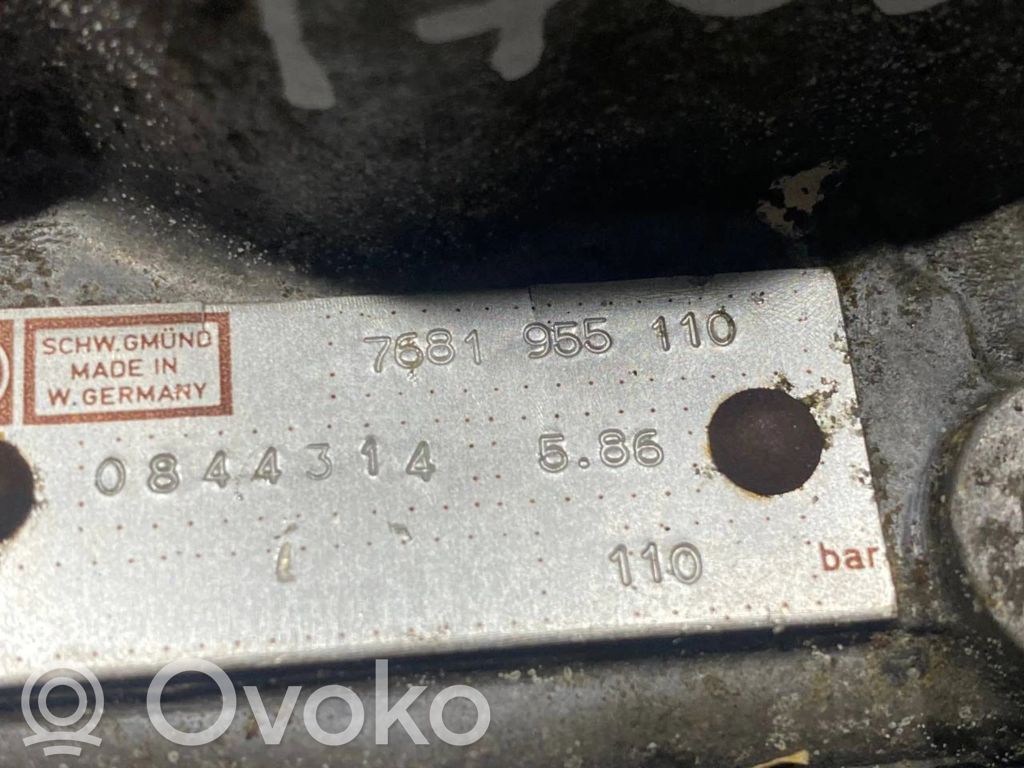 SCHW.GMÜND
MADE IN
W. GERMANY
7681 955 110
0844314 5.86
110 bar
Ovoko